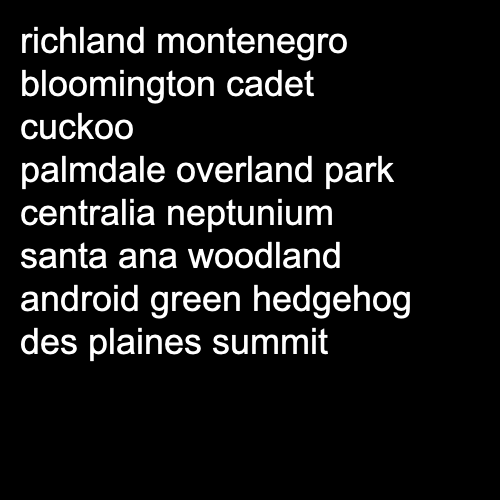 richland montenegro
bloomington cadet
cuckoo
palmdale overland park
centralia neptunium
santa ana woodland
android green hedgehog
des plaines summit